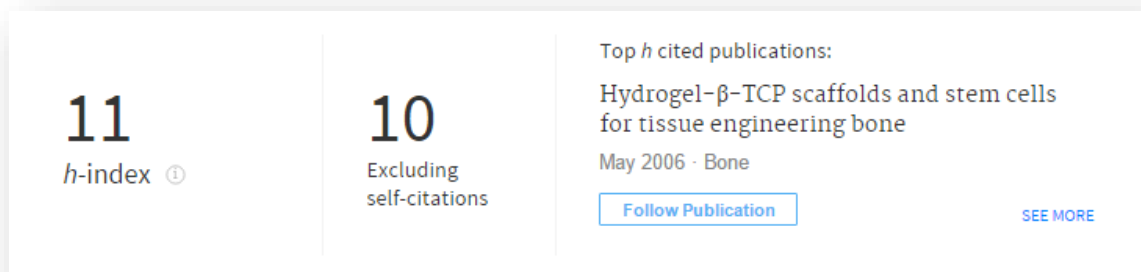 11
h-index
10
Excluding
self-citations
Top h cited publications:
Hydrogel-β-TCP scaffolds and stem cells
for tissue engineering bone
May 2006 · Bone
Follow Publication
SEE MORE